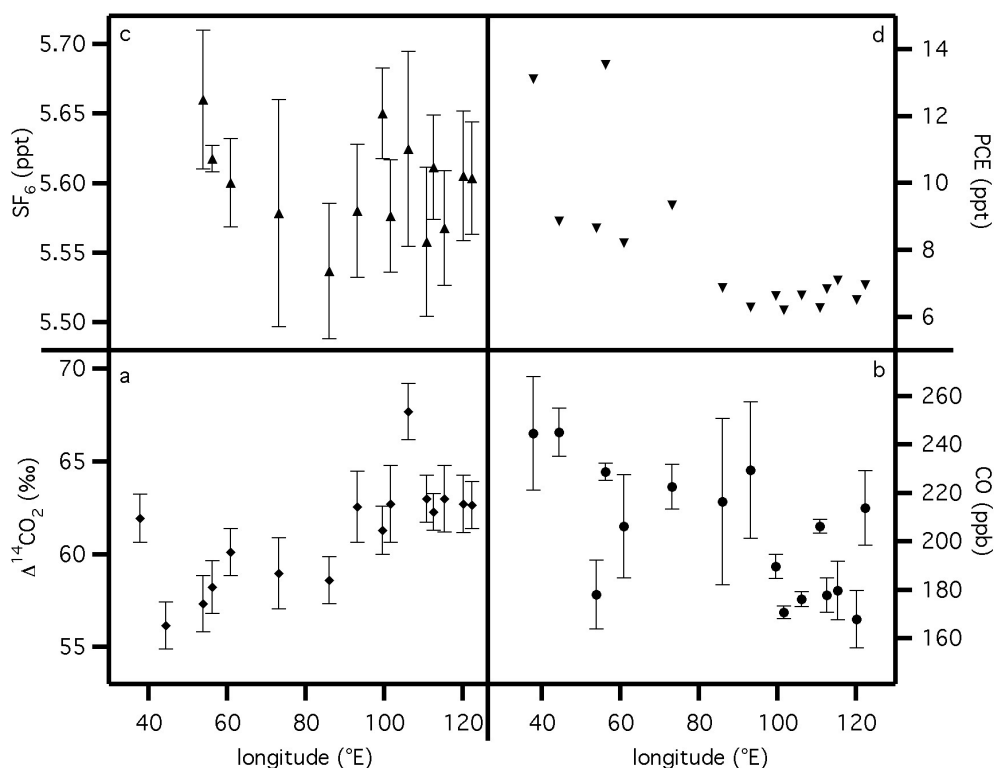 c
5.70
5.65
5.60
5.55
5.50
SF6 (ppt)
d
14
12
10
8
6
PCE (ppt)
a
70
65
60
55
Δ14CO2 (‰)
b
260
240
220
200
180
160
CO (ppb)
40 60 80 100 120
longitude (°E)
40 60 80 100 120
longitude (°E)